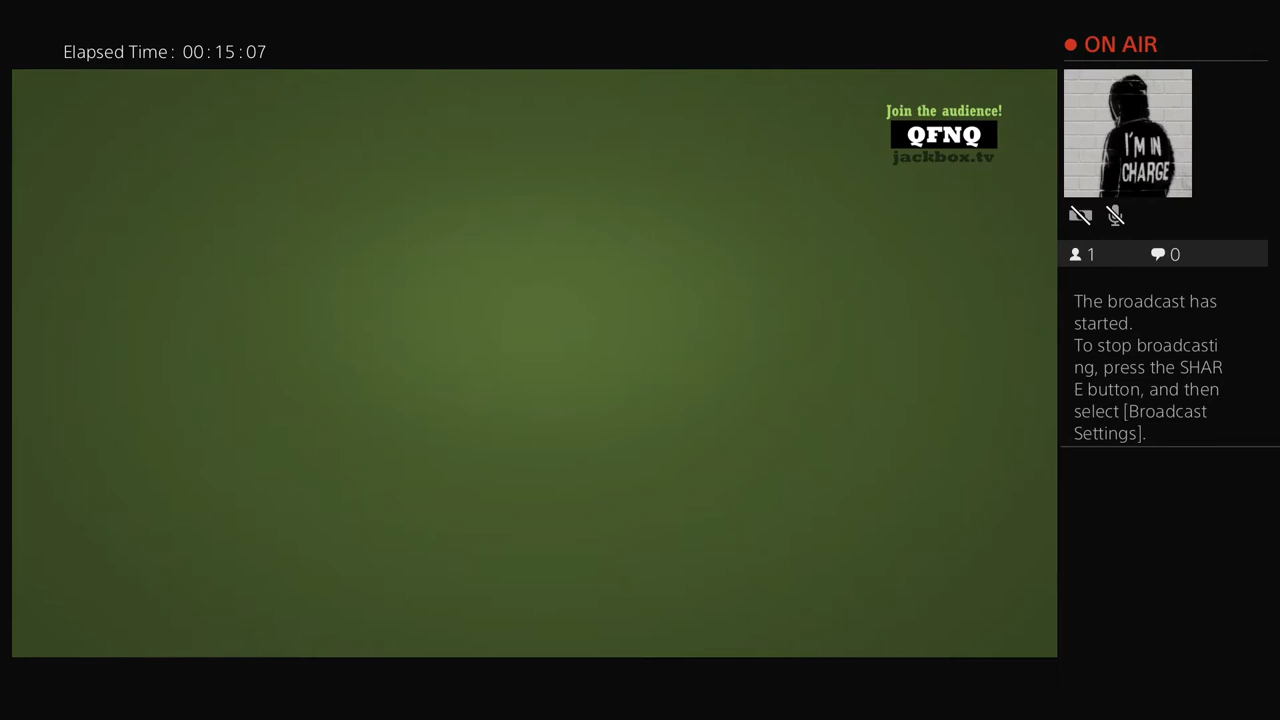 Elapsed Time: 00:15:07
ON AIR
Join the audience!
QFNQ
jackbox.tv
I'M IN
CHARGE
1
0
The broadcast has
started.
To stop broadcasti
ng, press the SHAR
E button, and then
select [Broadcast
Settings].